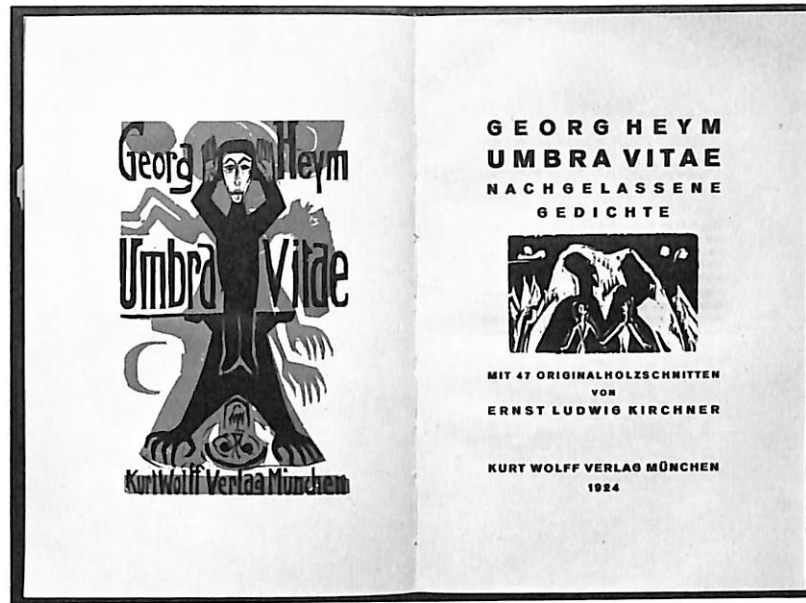 Georg Heym
Umbra Vitae
Kurt Wolff Verlag München
GEORG HEYM
UMBRA VITAE
NACHGELASSENE
GEDICHTE
MIT 47 ORIGINALHOLZSCHNITTEN
VON
ERNST LUDWIG KIRCHNER
KURT WOLFF VERLAG MÜNCHEN
1924